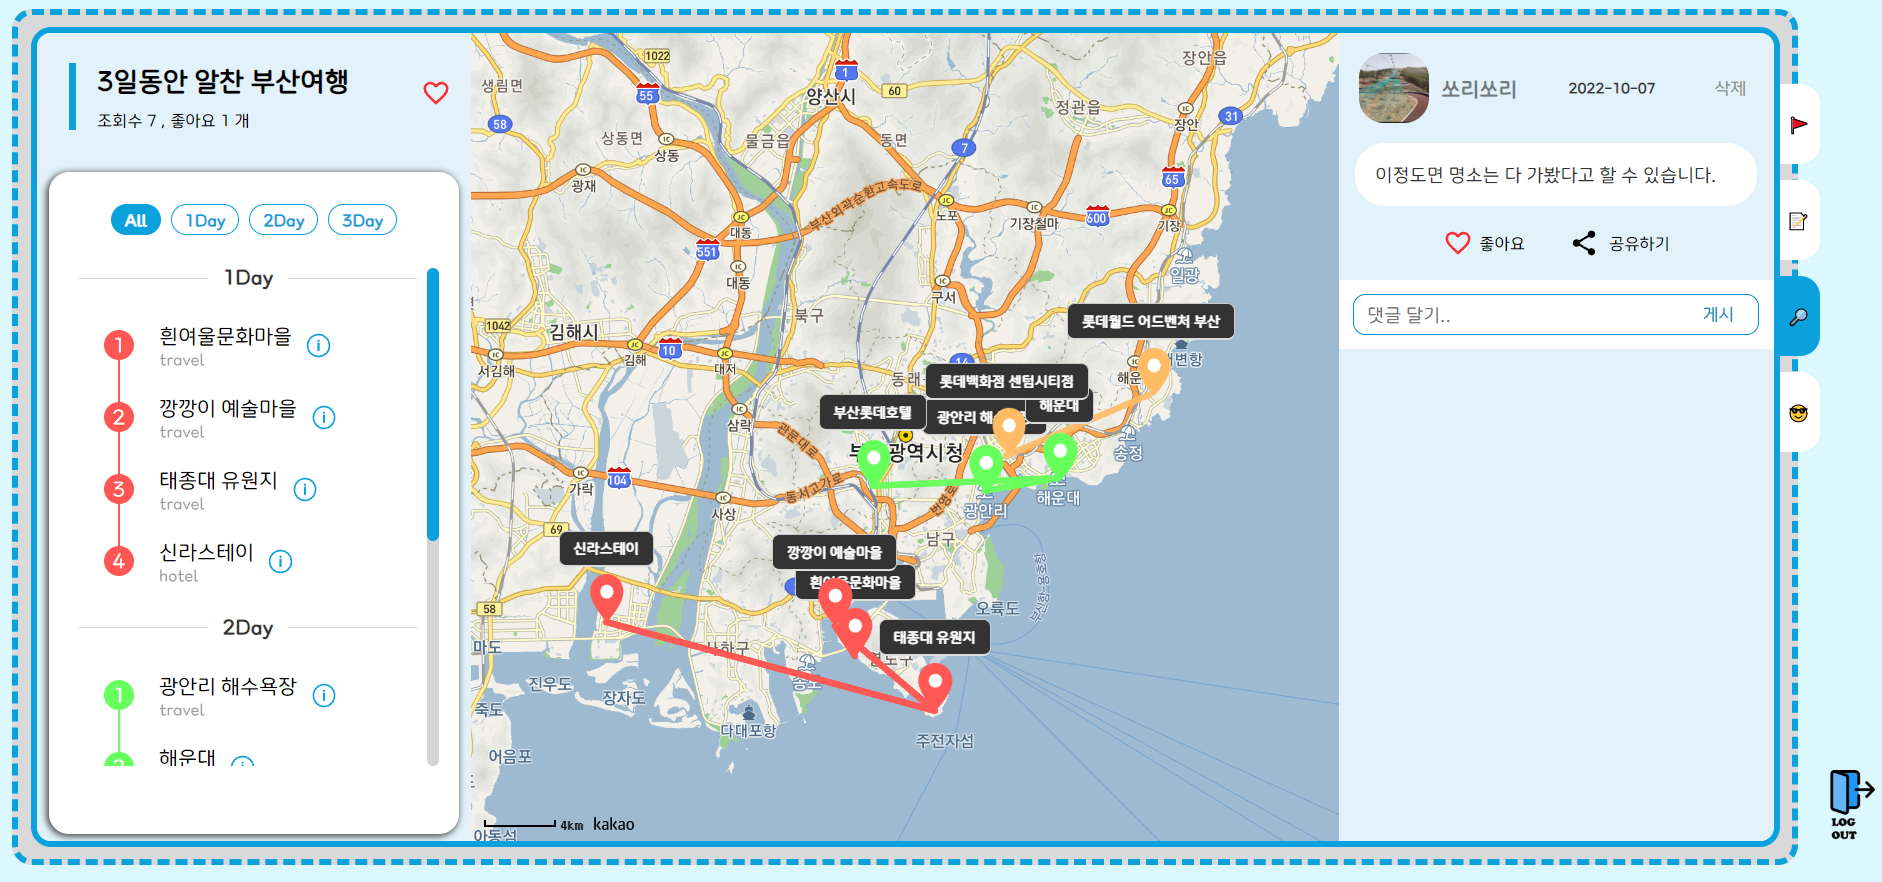 3일동안 알찬 부산여행
조회수 7 , 좋아요 1 개
All
1Day
2Day
3Day
1Day
1
흰여울문화마을
travel
2
깡깡이 예술마을
travel
3
태종대 유원지
travel
4
신라스테이
hotel
2Day
1
광안리 해수욕장
travel
해운대
생림면
1022
55
58
상동면
상동
광재
양산시
1
60
동면
물금읍
7
정관읍
장안읍
장안
31
65
부산외곽순환고속도로
노포
기장철마
600
기장
일광
대동
551
대동
구서
북구
1042
김해시
김해
10
대저
서김해
14
동래
롯데월드 어드벤처 부산
롯데백화점 센텀시티점
해운대
부산롯데호텔
광안리 해
대변항
해운
송정
삼락
관문대로
광역시청
가락
104
동서고가로
번영로
사상
광안리
해운대
69
남구
신라스테이
깡깡이 예술마을
흰여울문화마을
태종대 유원지
부산항-용호항
오륙도
58
마도
사하구
영도구
송도
진우도
장자도
죽도
다대포항
주전자섬
어음포
아동섬
4km
kakao
쏘리쏘리
2022-10-07
삭제
이정도면 명소는 다 가봤다고 할 수 있습니다.
좋아요
공유하기
댓글 달기..
게시
LOG
OUT